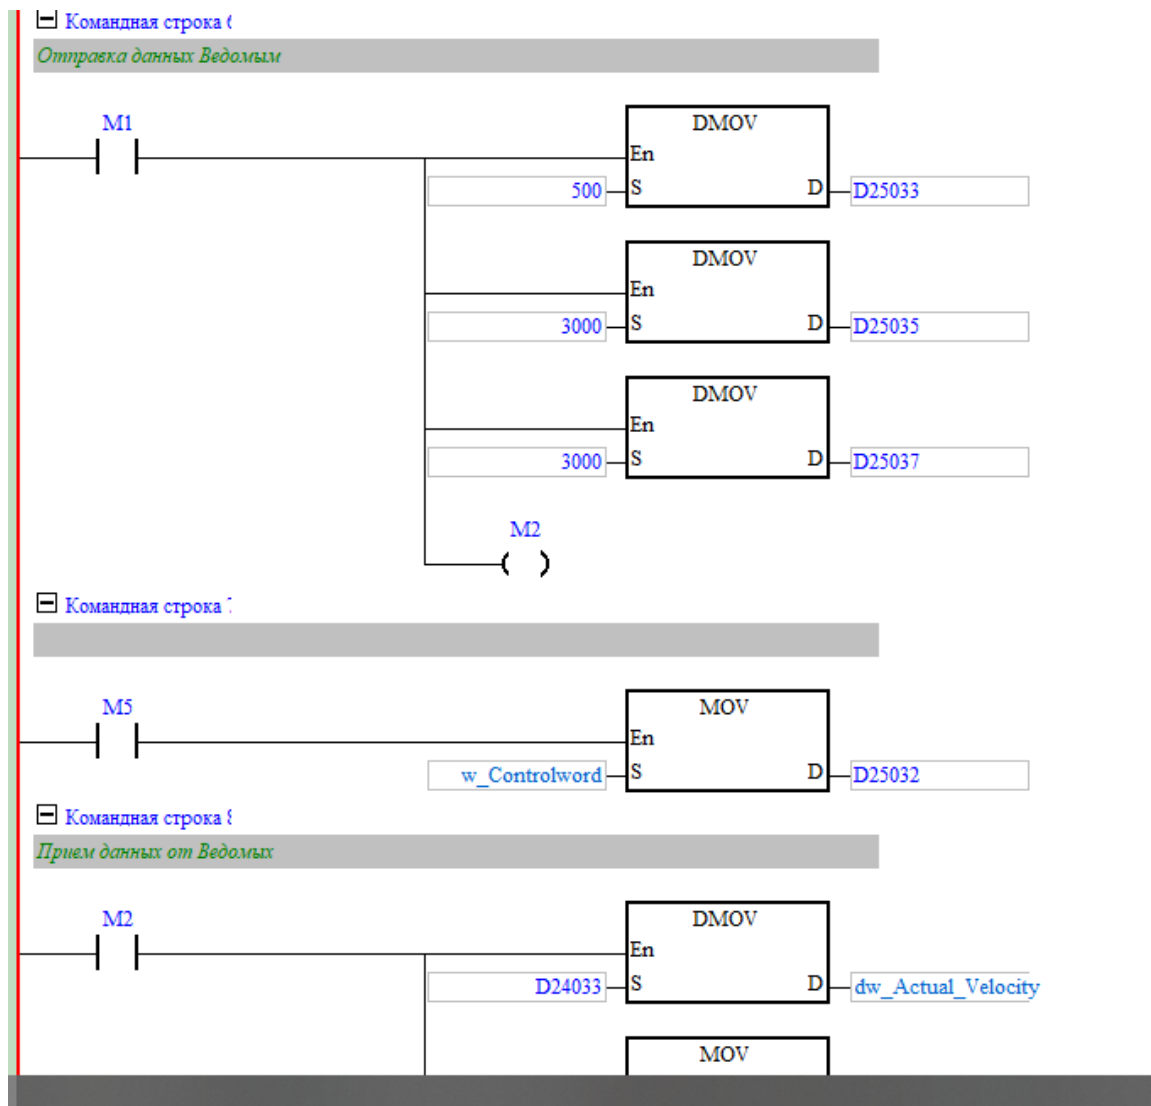 Командная строка 6
Отправка данных Ведомым
M1
DMOV
En
500 S D D25033
DMOV
En
3000 S D D25035
DMOV
En
3000 S D D25037
M2
Командная строка
M5
MOV
En
w_Controlword S D D25032
Командная строка 8
Прием данных от Ведомых
M2
DMOV
En
D24033 S D dw_Actual_Velocity
MOV